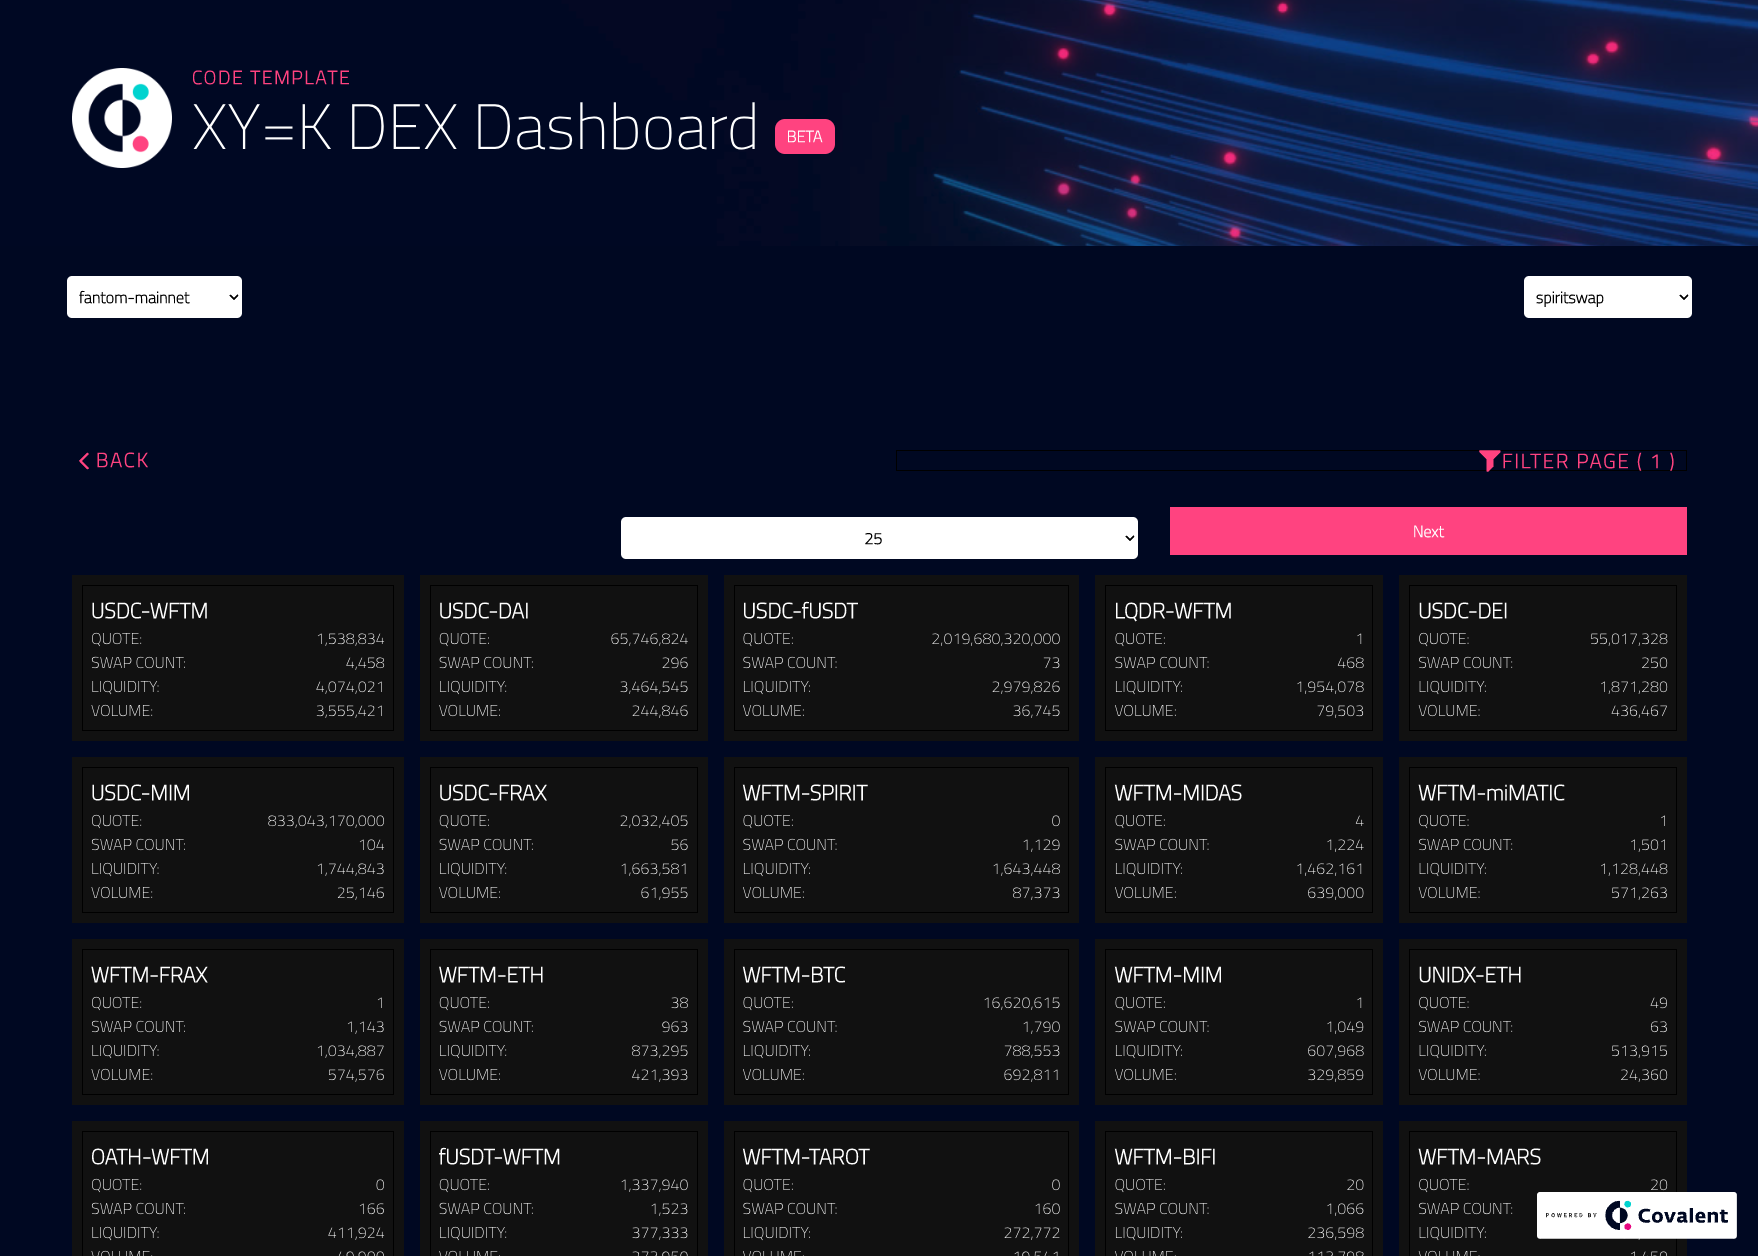 CODE TEMPLATE
XY=K DEX Dashboard BETA
fantom-mainnet
spiritswap
BACK
FILTER PAGE ( 1 )
25
Next
USDC-WFTM
QUOTE: 1,538,834
SWAP COUNT: 4,458
LIQUIDITY: 4,074,021
VOLUME: 3,555,421
USDC-DAI
QUOTE: 65,746,824
SWAP COUNT: 296
LIQUIDITY: 3,464,545
VOLUME: 244,846
USDC-fUSDT
QUOTE: 2,019,680,320,000
SWAP COUNT: 73
LIQUIDITY: 2,979,826
VOLUME: 36,745
LQDR-WFTM
QUOTE: 1
SWAP COUNT: 468
LIQUIDITY: 1,954,078
VOLUME: 79,503
USDC-DEI
QUOTE: 55,017,328
SWAP COUNT: 250
LIQUIDITY: 1,871,280
VOLUME: 436,467
USDC-MIM
QUOTE: 833,043,170,000
SWAP COUNT: 104
LIQUIDITY: 1,744,843
VOLUME: 25,146
USDC-FRAX
QUOTE: 2,032,405
SWAP COUNT: 56
LIQUIDITY: 1,663,581
VOLUME: 61,955
WFTM-SPIRIT
QUOTE: 0
SWAP COUNT: 1,129
LIQUIDITY: 1,643,448
VOLUME: 87,373
WFTM-MIDAS
QUOTE: 4
SWAP COUNT: 1,224
LIQUIDITY: 1,462,161
VOLUME: 639,000
WFTM-miMATIC
QUOTE: 1
SWAP COUNT: 1,501
LIQUIDITY: 1,128,448
VOLUME: 571,263
WFTM-FRAX
QUOTE: 1
SWAP COUNT: 1,143
LIQUIDITY: 1,034,887
VOLUME: 574,576
WFTM-ETH
QUOTE: 38
SWAP COUNT: 963
LIQUIDITY: 873,295
VOLUME: 421,393
WFTM-BTC
QUOTE: 16,620,615
SWAP COUNT: 1,790
LIQUIDITY: 788,553
VOLUME: 692,811
WFTM-MIM
QUOTE: 1
SWAP COUNT: 1,049
LIQUIDITY: 607,968
VOLUME: 329,859
UNIDX-ETH
QUOTE: 49
SWAP COUNT: 63
LIQUIDITY: 513,915
VOLUME: 24,360
OATH-WFTM
QUOTE: 0
SWAP COUNT: 166
LIQUIDITY: 411,924
VOLUME:
fUSDT-WFTM
QUOTE: 1,337,940
SWAP COUNT: 1,523
LIQUIDITY: 377,333
VOLUME:
WFTM-TAROT
QUOTE: 0
SWAP COUNT: 160
LIQUIDITY: 272,772
VOLUME:
WFTM-BIFI
QUOTE: 20
SWAP COUNT: 1,066
LIQUIDITY: 236,598
VOLUME:
WFTM-MARS
QUOTE: 20
SWAP COUNT:
LIQUIDITY:
VOLUME:
POWERED BY Covalent